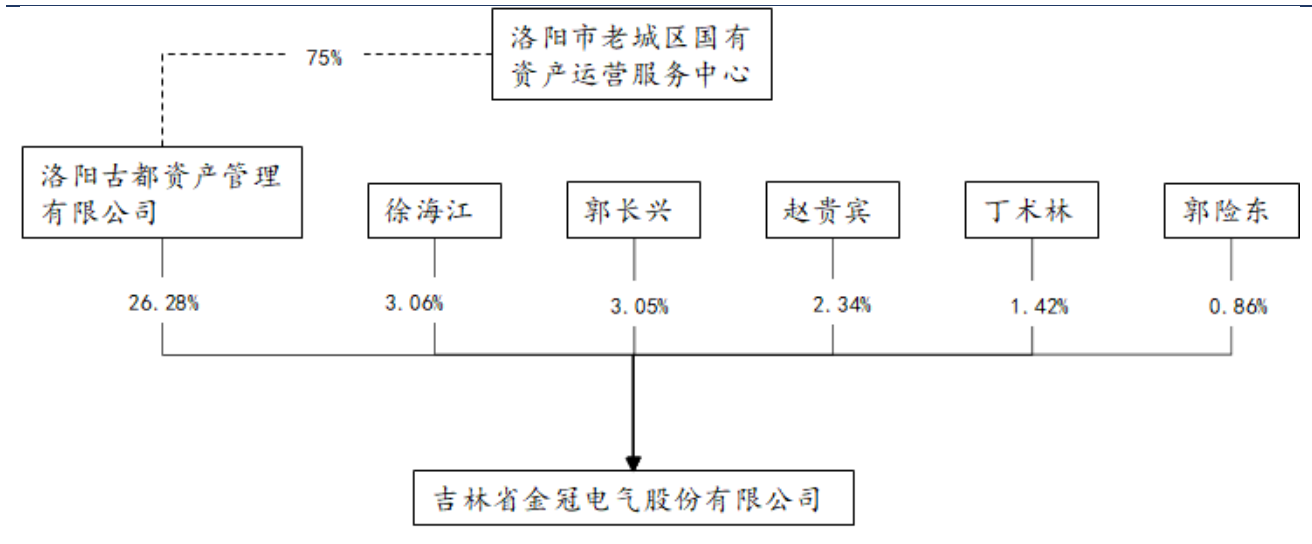 洛阳市老城区国有
资产运营服务中心
75%
洛阳古都资产管理
有限公司
徐海江
郭长兴
赵贵宾
丁术林
郭险东
26.28%
3.06%
3.05%
2.34%
1.42%
0.86%
吉林省金冠电气股份有限公司